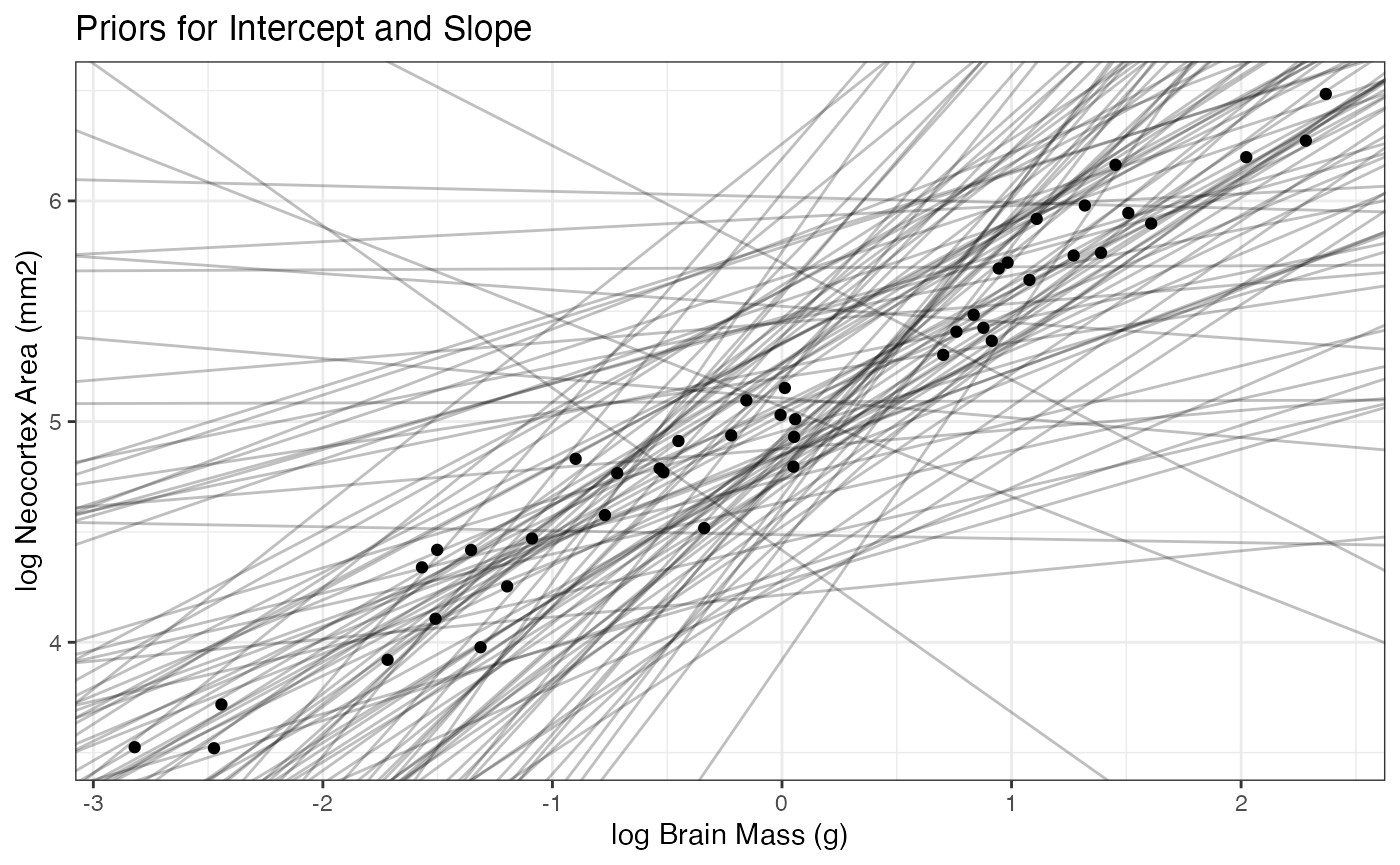 Priors for Intercept and Slope
log Neocortex Area (mm2)
6
5
4
-3 -2 -1 0 1 2
log Brain Mass (g)